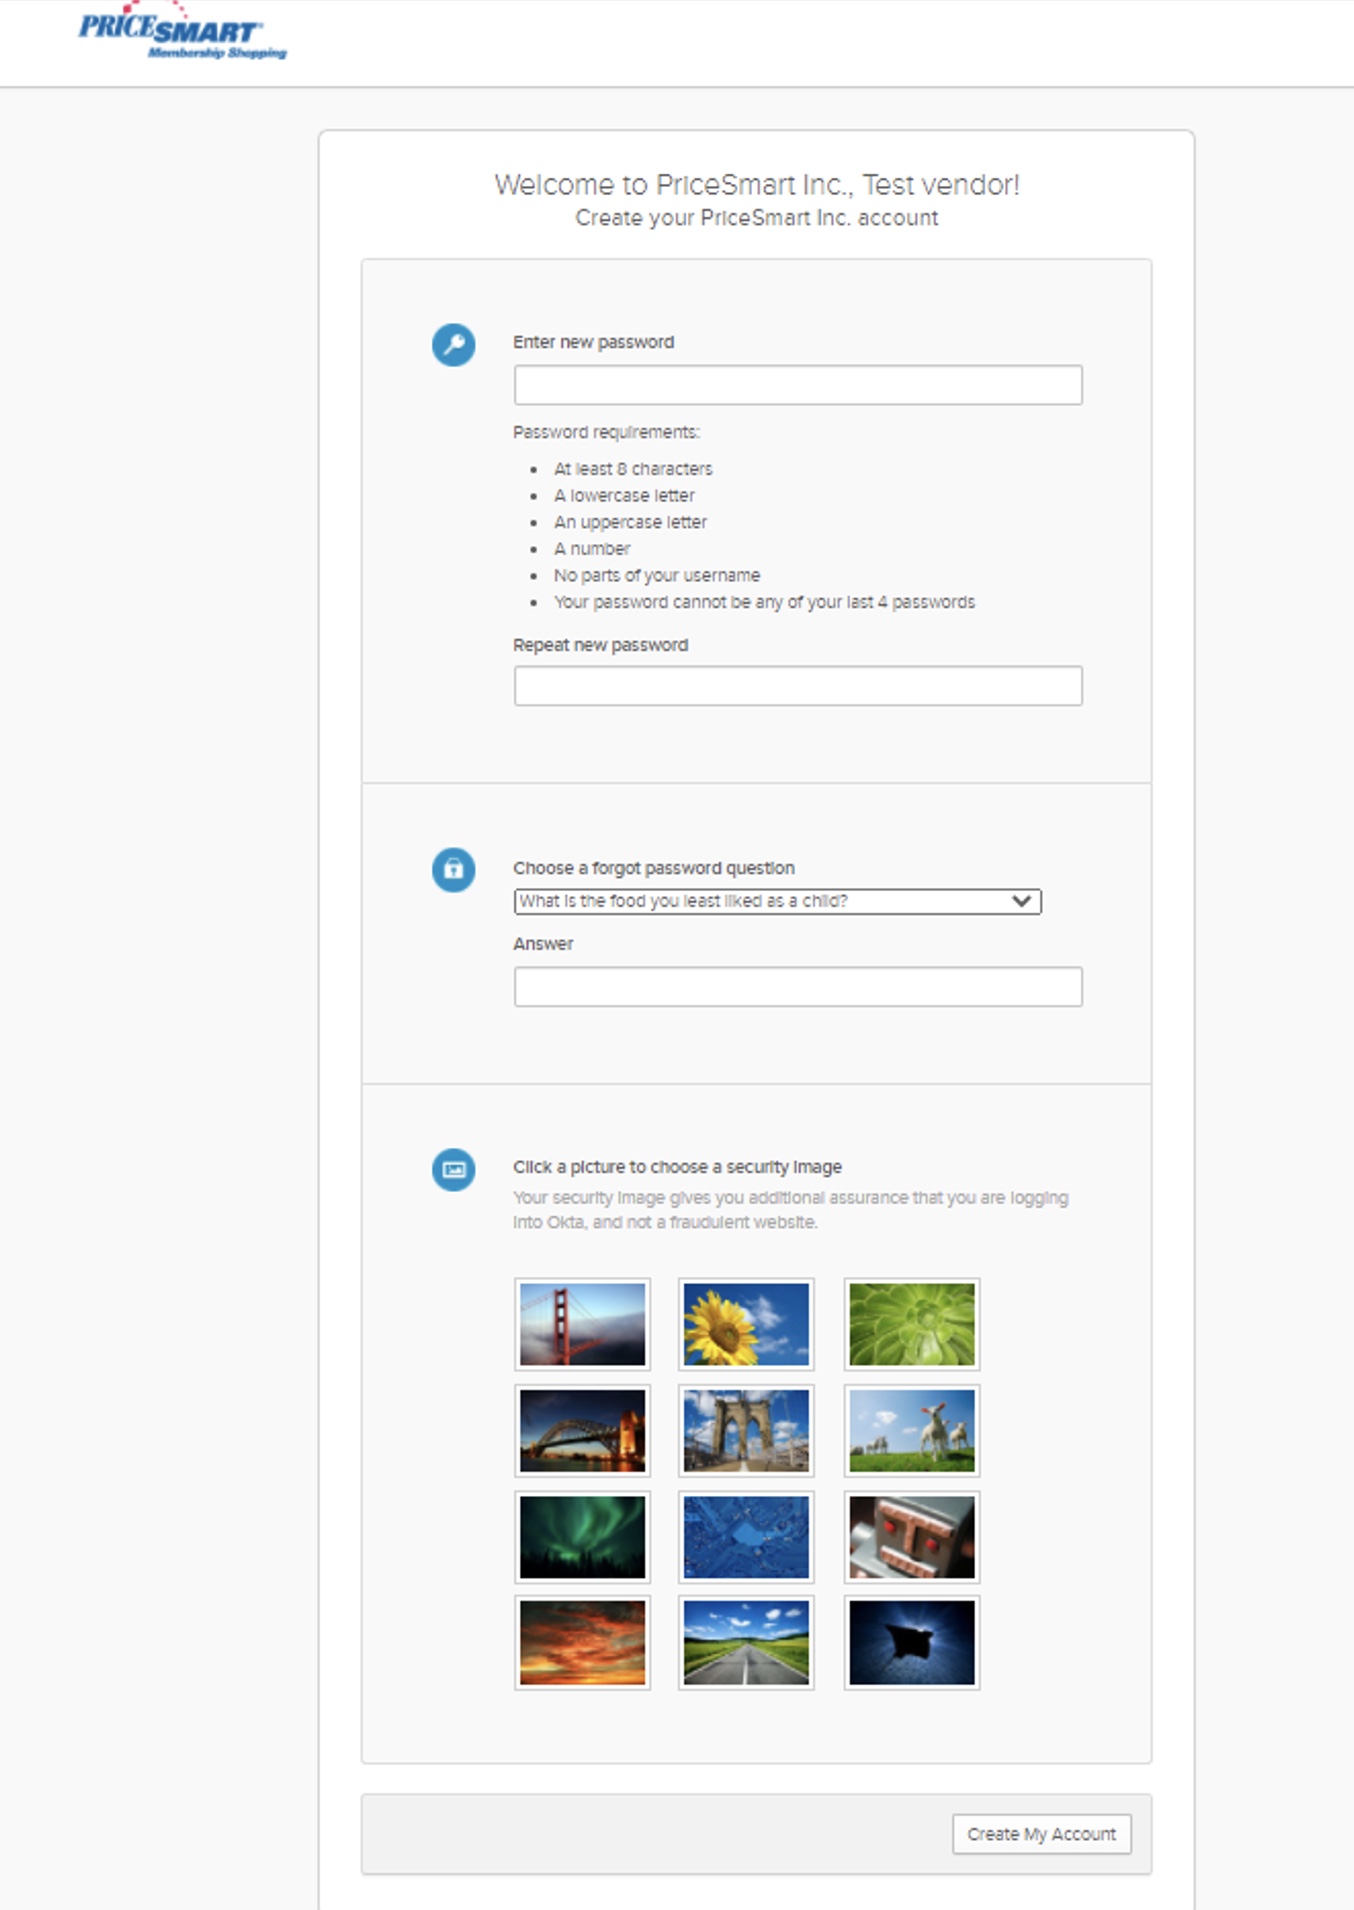 PRICESMART
Membership Shopping
Welcome to PriceSmart Inc., Test vendor!
Create your PriceSmart Inc. account
Enter new password
Password requirements:
• At least 8 characters
• A lowercase letter
• An uppercase letter
• A number
• No parts of your username
• Your password cannot be any of your last 4 passwords
Repeat new password
Choose a forgot password question
What is the food you least liked as a child?
Answer
Click a picture to choose a security image
Your security image gives you additional assurance that you are logging
into Okta, and not a fraudulent website.
Create My Account